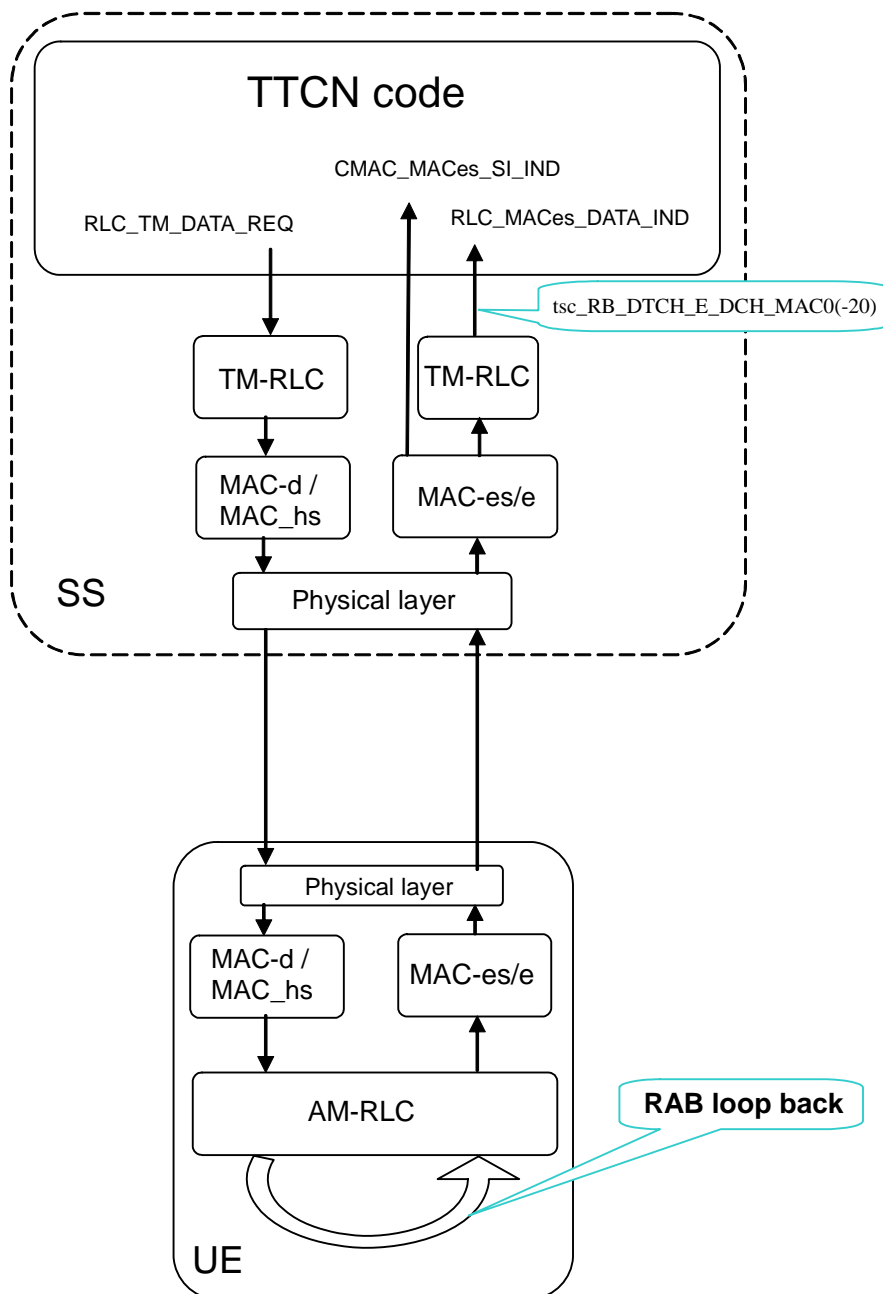 TTCN code
CMAC_MACes_SI_IND
RLC_TM_DATA_REQ
RLC_MACes_DATA_IND
tsc_RB_DTCH_E_DCH_MAC0(-20)
TM-RLC
TM-RLC
MAC-d /
MAC_hs
MAC-es/e
SS
Physical layer
Physical layer
MAC-d /
MAC_hs
MAC-es/e
AM-RLC
RAB loop back
UE